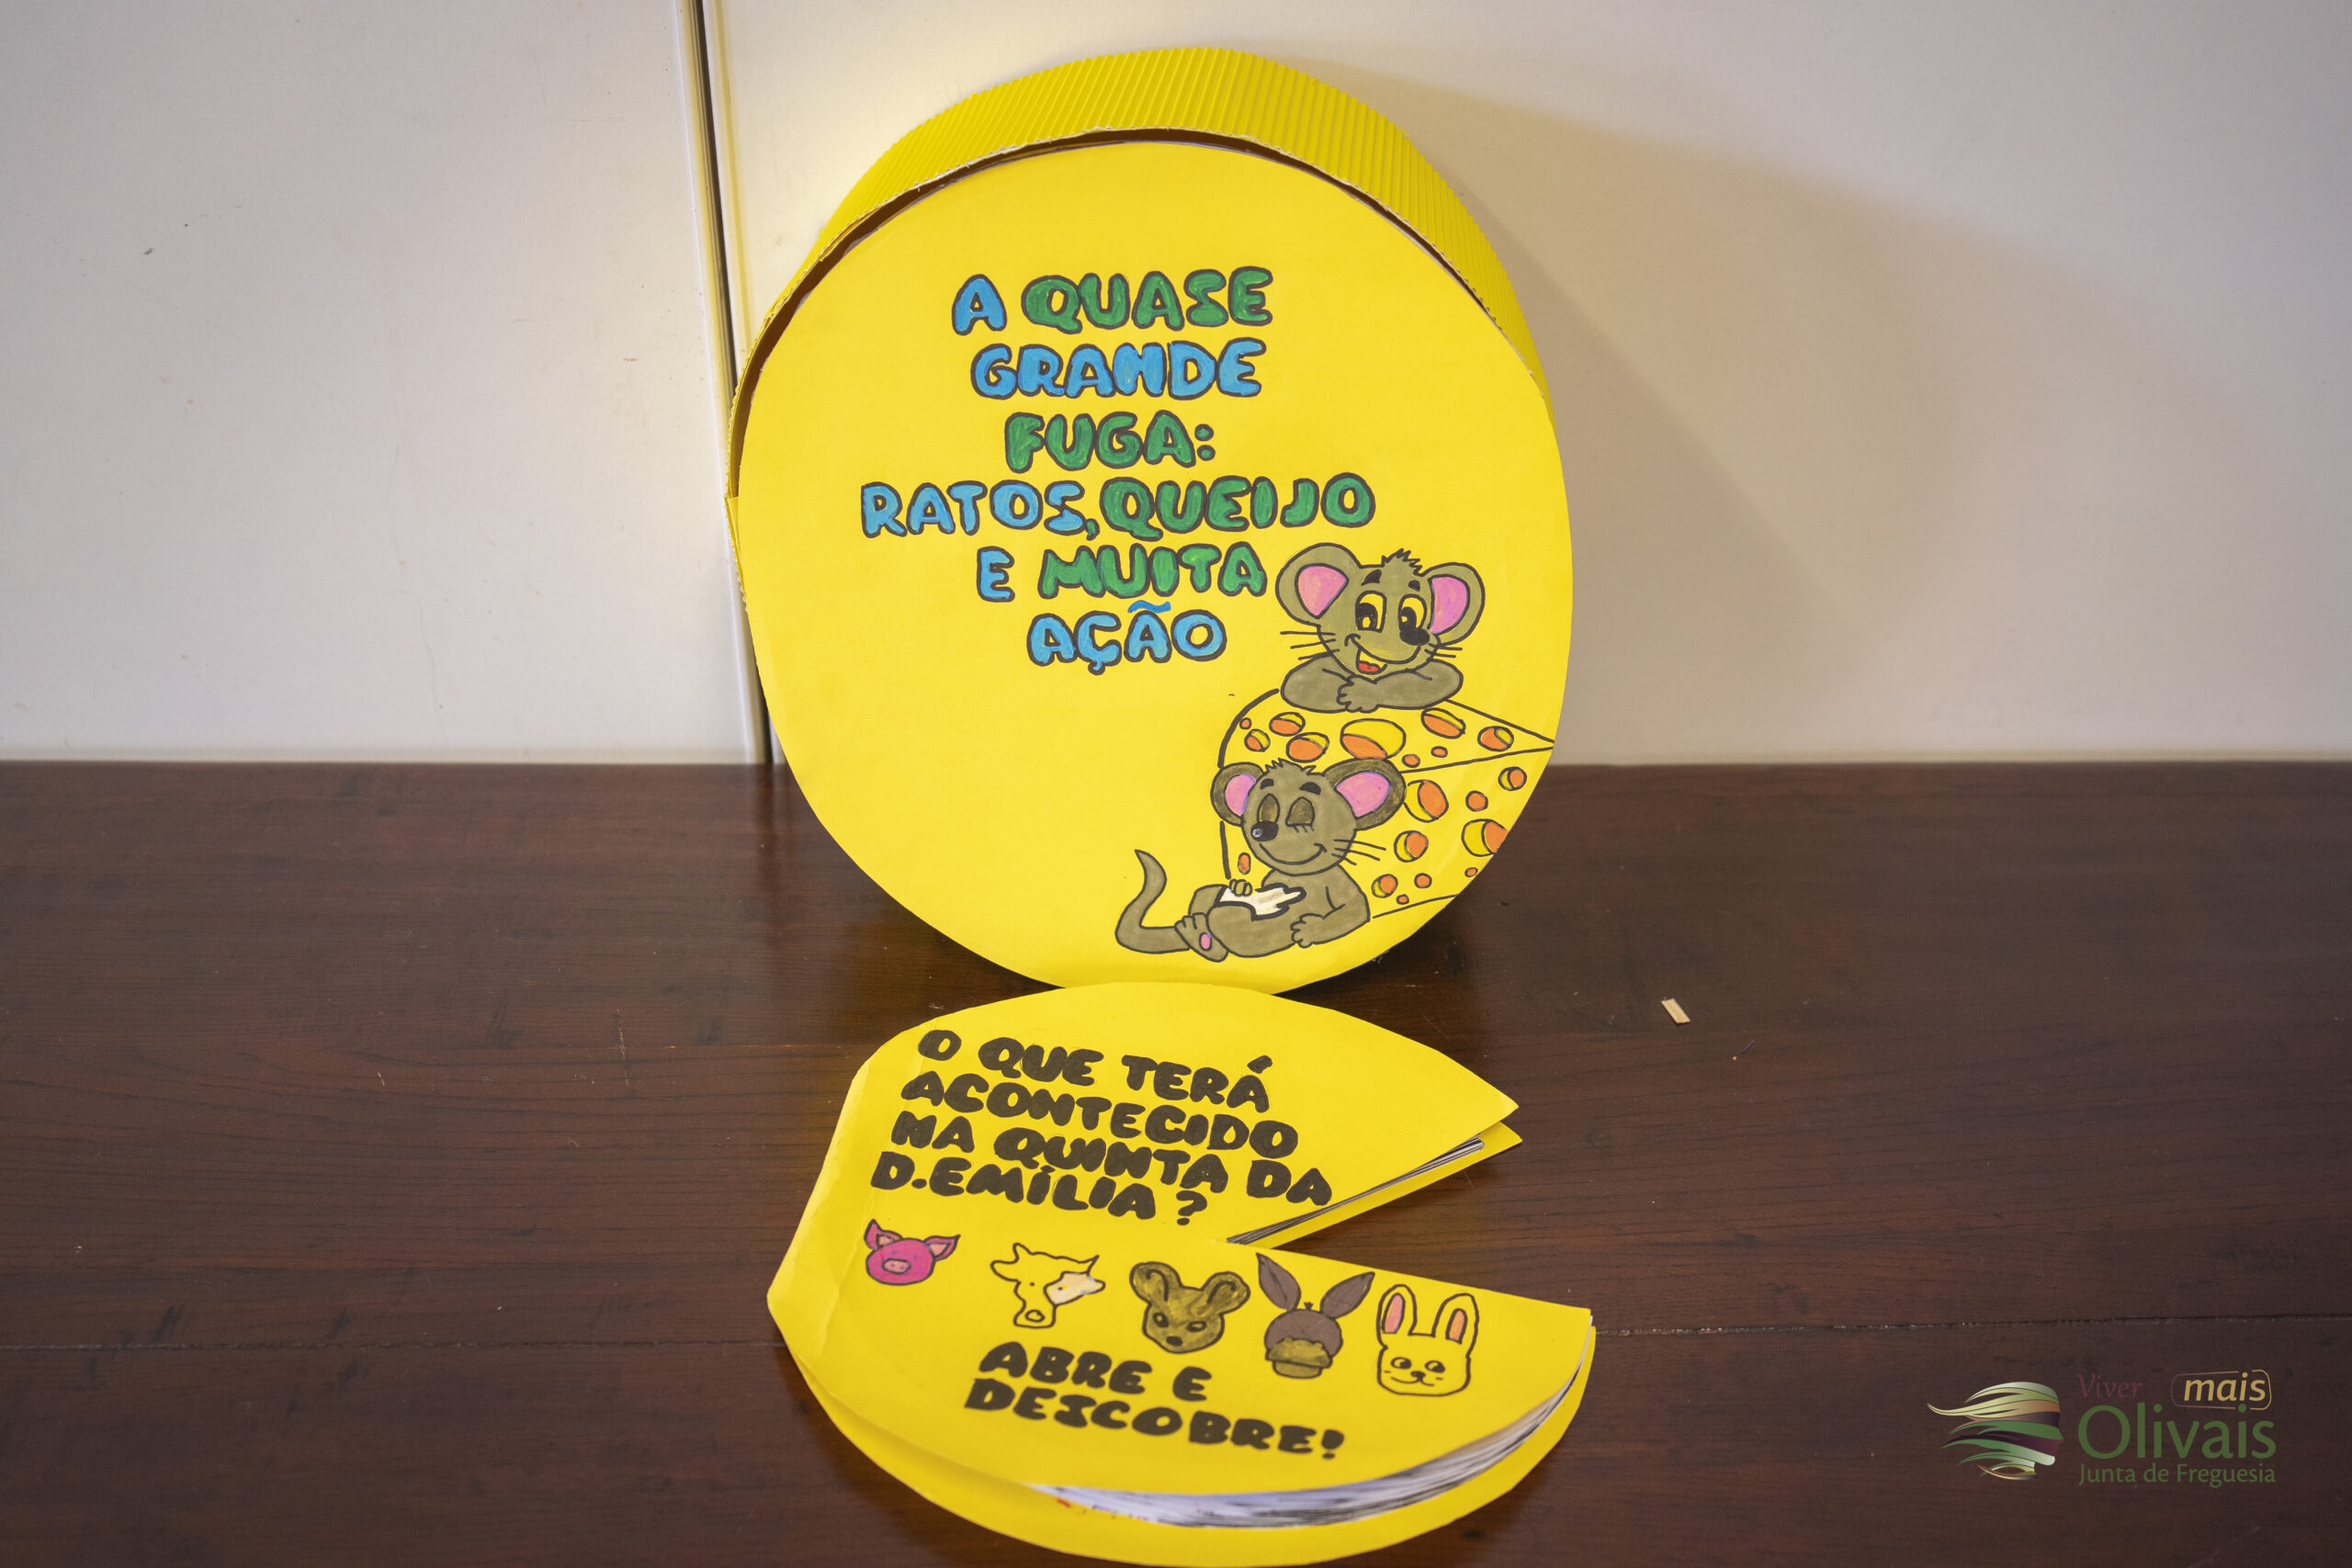 A QUASE
GRANDE
FUGA:
RATOS, QUEIJO
E MUITA
AÇÃO
O QUE TERÁ
ACONTECIDO
NA QUINTA DA
D.EMÍLIA?
ABRE E
DESCOBRE!
Viver mais
Olivais
Junta de Freguesia